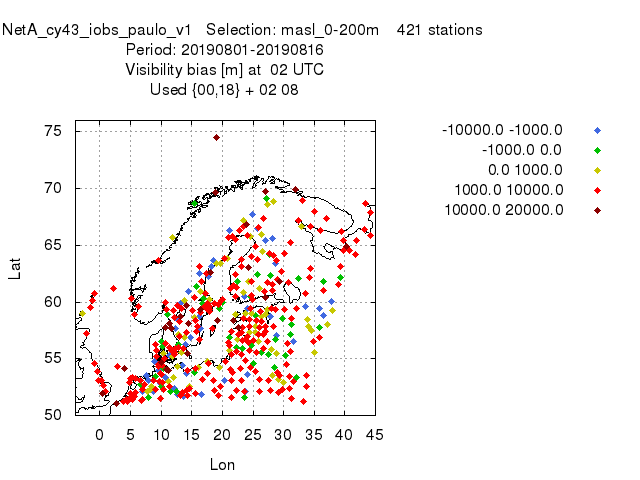 NetA_cy43_iobs_paulo_v1 Selection: masl_0-200m 421 stations
Period: 20190801-20190816
Visibility bias [m] at 02 UTC
Used {00,18} + 02 08
-10000.0 -1000.0
-1000.0 0.0
0.0 1000.0
1000.0 10000.0
10000.0 20000.0
75
70
65
60
55
50
Lat
0 5 10 15 20 25 30 35 40 45
Lon